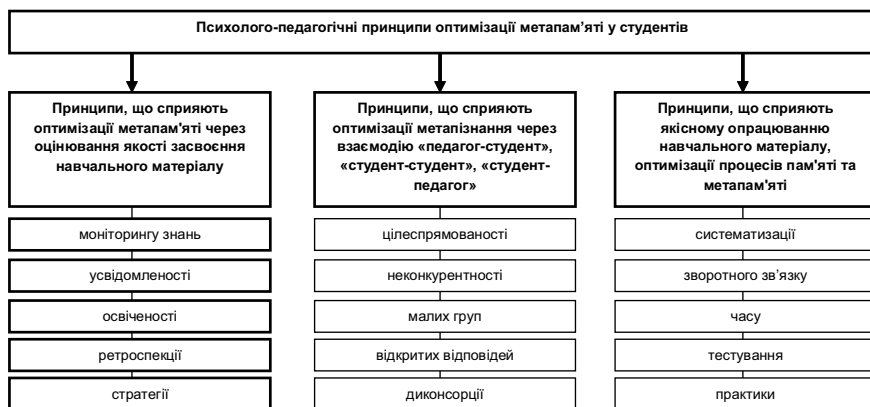 Психолого-педагогічні принципи оптимізації метапам’яті у студентів
Принципи, що сприяють
оптимізації метапам'яті через
оцінювання якості засвоєння
навчального матеріалу
моніторингу знань
усвідомленості
освіченості
ретроспекції
стратегії
Принципи, що сприяють
оптимізації метапізнання через
взаємодію «педагог-студент»,
«студент-студент», «студент-
педагог»
цілеспрямованості
неконкурентності
малих груп
відкритих відповідей
диконсорції
Принципи, що сприяють
якісному опрацюванню
навчального матеріалу,
оптимізації процесів пам'яті та
метапам'яті
систематизації
зворотного зв’язку
часу
тестування
практики